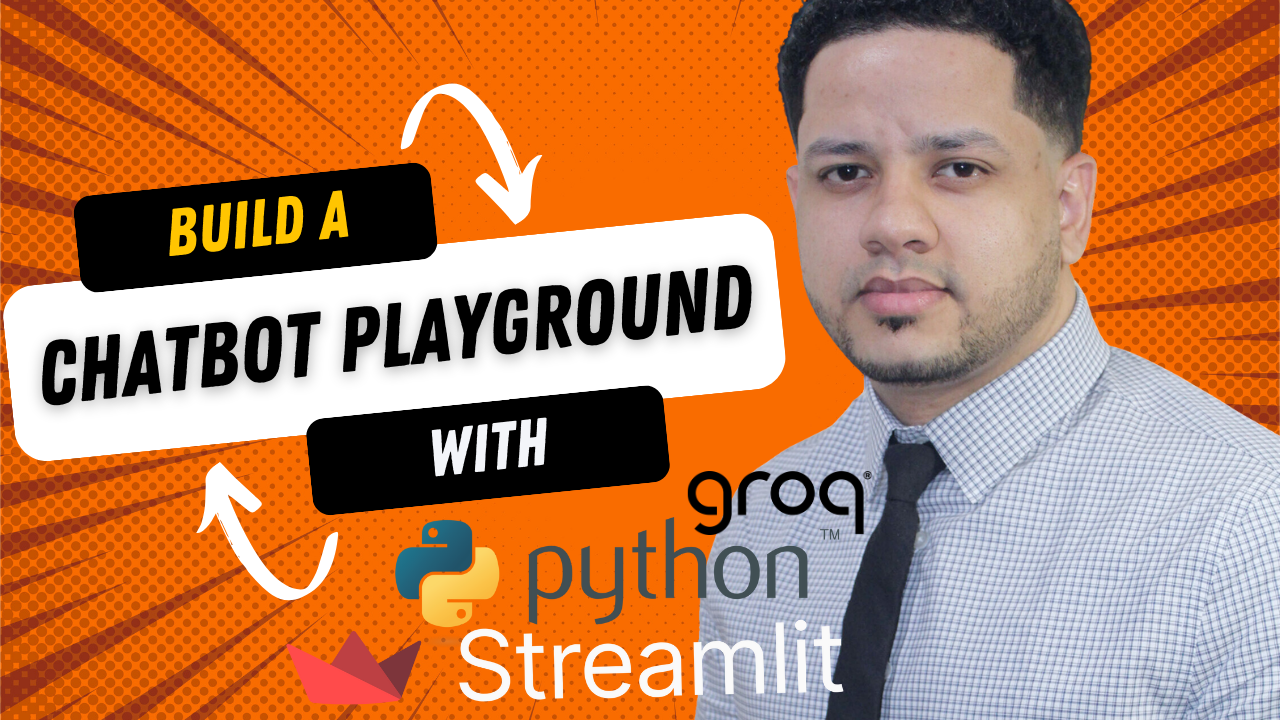 BUILD A
CHATBOT PLAYGROUND
WITH
groq®
python™
Streamlit